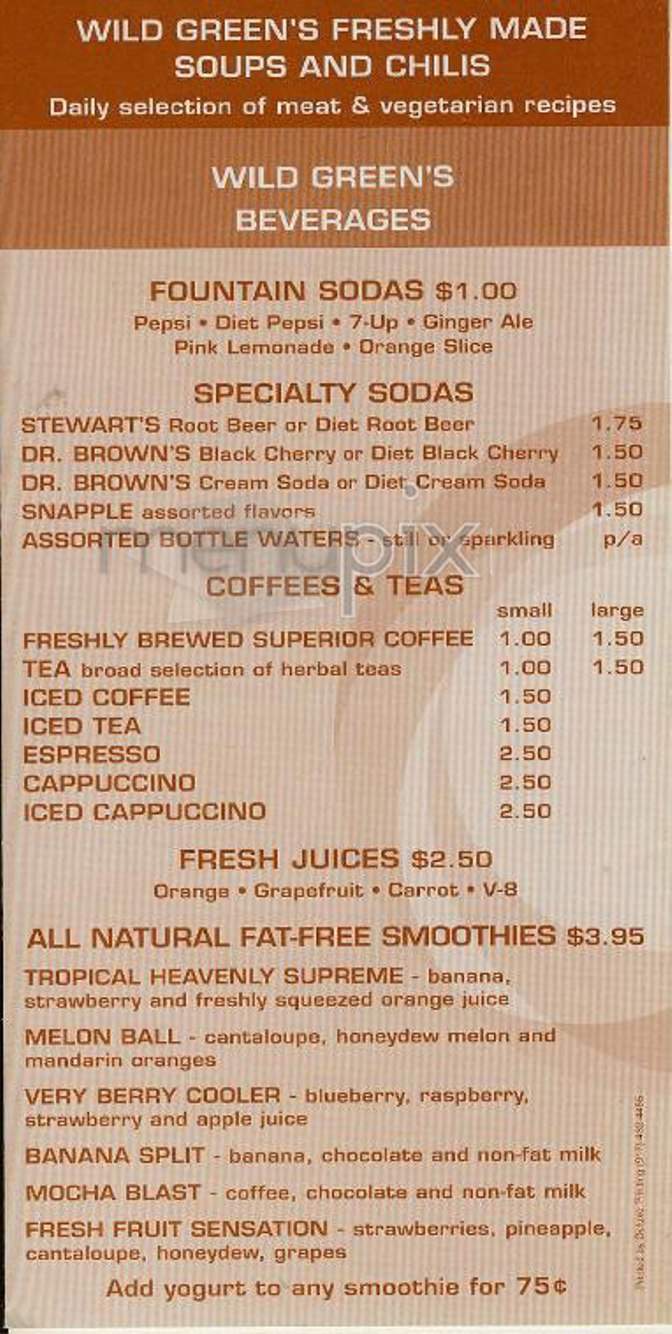 WILD GREEN'S FRESHLY MADE
SOUPS AND CHILIS
Daily selection of meat & vegetarian recipes
WILD GREEN'S
BEVERAGES
FOUNTAIN SODAS $1.00
Pepsi • Diet Pepsi • 7-Up • Ginger Ale
Pink Lemonade • Orange Slice
SPECIALTY SODAS
STEWART'S Root Beer or Diet Root Beer 1.75
DR. BROWN'S Black Cherry or Diet Black Cherry 1.50
DR. BROWN'S Cream Soda or Diet Cream Soda 1.50
SNAPPLE assorted flavors 1.50
ASSORTED BOTTLE WATERS - still or sparkling p/a
menupix
COFFEES & TEAS
small large
FRESHLY BREWED SUPERIOR COFFEE 1.00 1.50
TEA broad selection of herbal teas 1.00 1.50
ICED COFFEE 1.50
ICED TEA 1.50
ESPRESSO 2.50
CAPPUCCINO 2.50
ICED CAPPUCCINO 2.50
FRESH JUICES $2.50
Orange • Grapefruit • Carrot • V-8
ALL NATURAL FAT-FREE SMOOTHIES $3.95
TROPICAL HEAVENLY SUPREME - banana,
strawberry and freshly squeezed orange juice
MELON BALL - cantaloupe, honeydew melon and
mandarin oranges
VERY BERRY COOLER - blueberry, raspberry,
strawberry and apple juice
BANANA SPLIT - banana, chocolate and non-fat milk
MOCHA BLAST - coffee, chocolate and non-fat milk
FRESH FRUIT SENSATION - strawberries, pineapple,
cantaloupe, honeydew, grapes
Add yogurt to any smoothie for 75¢
Printed by Printing